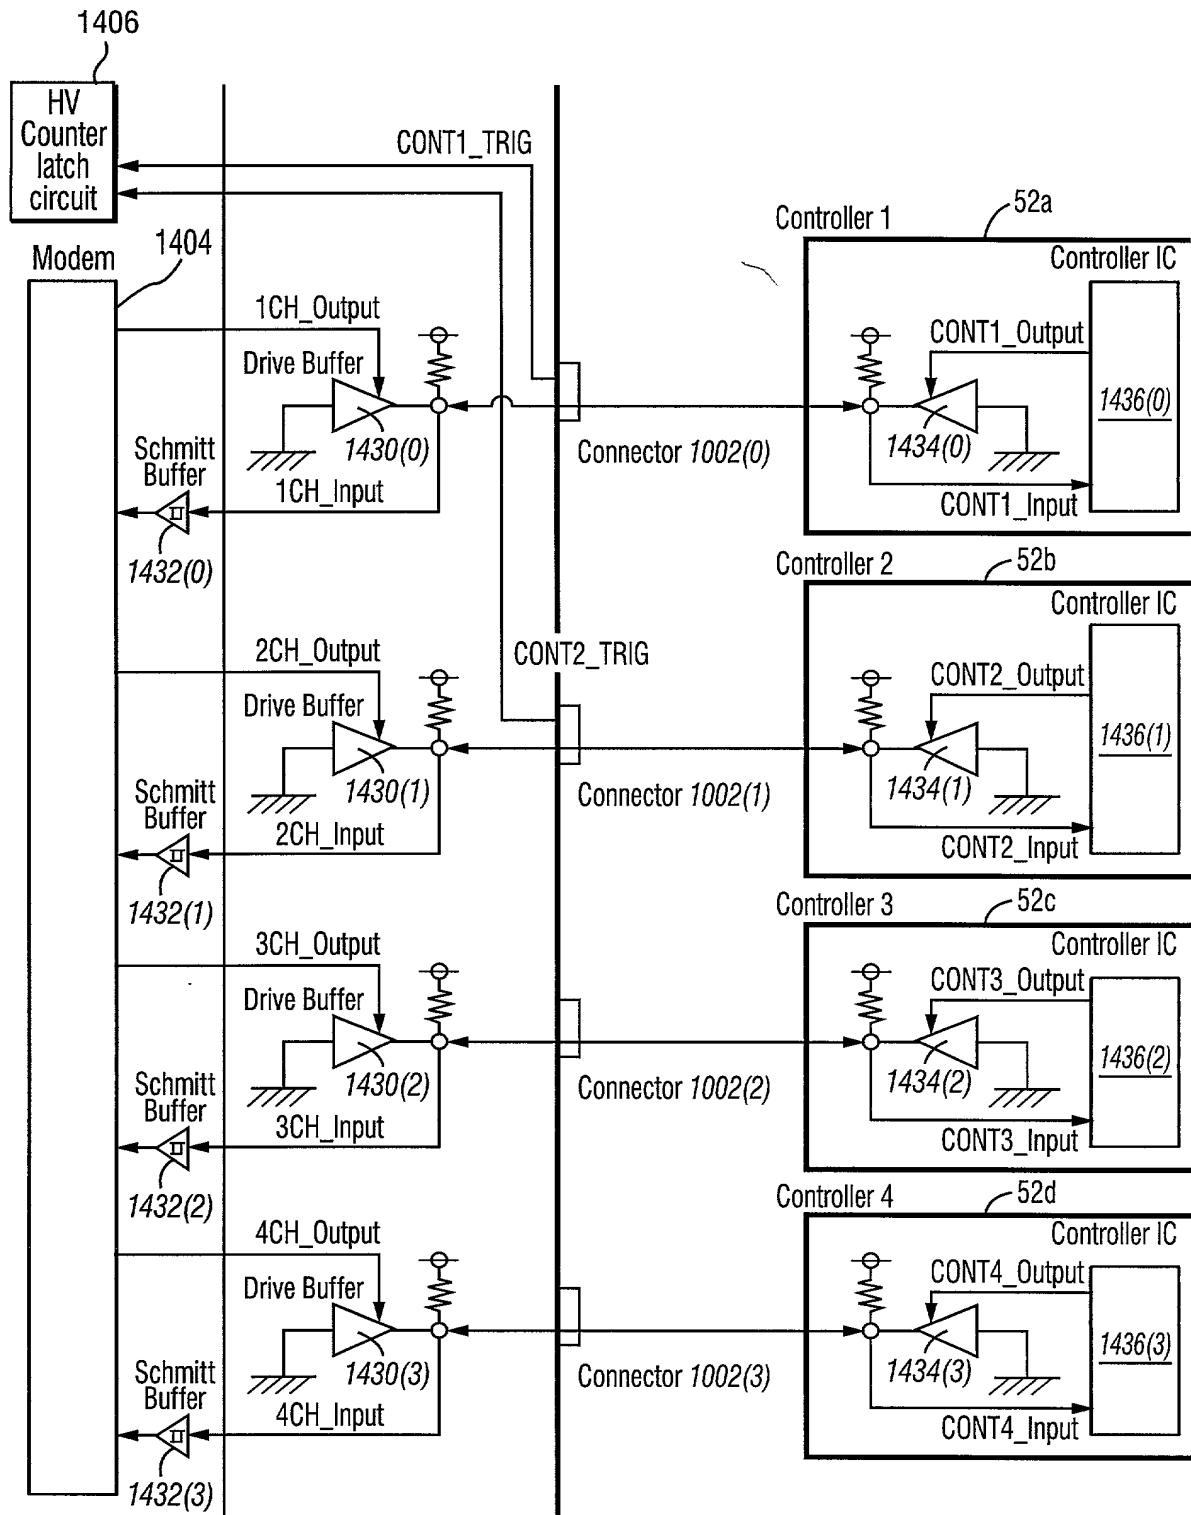 1406
HV
Counter
latch
circuit
CONT1_TRIG
Modem
1404
1CH_Output
Drive Buffer
1430(0)
Schmitt
Buffer
1CH_Input
1432(0)
Connector 1002(0)
Controller 1
52a
Controller IC
CONT1_Output
1436(0)
1434(0)
CONT1_Input
CONT2_TRIG
2CH_Output
Drive Buffer
1430(1)
Schmitt
Buffer
2CH_Input
1432(1)
Connector 1002(1)
Controller 2
52b
Controller IC
CONT2_Output
1436(1)
1434(1)
CONT2_Input
3CH_Output
Drive Buffer
1430(2)
Schmitt
Buffer
3CH_Input
1432(2)
Connector 1002(2)
Controller 3
52c
Controller IC
CONT3_Output
1436(2)
1434(2)
CONT3_Input
4CH_Output
Drive Buffer
1430(3)
Schmitt
Buffer
4CH_Input
1432(3)
Connector 1002(3)
Controller 4
52d
Controller IC
CONT4_Output
1436(3)
1434(3)
CONT4_Input